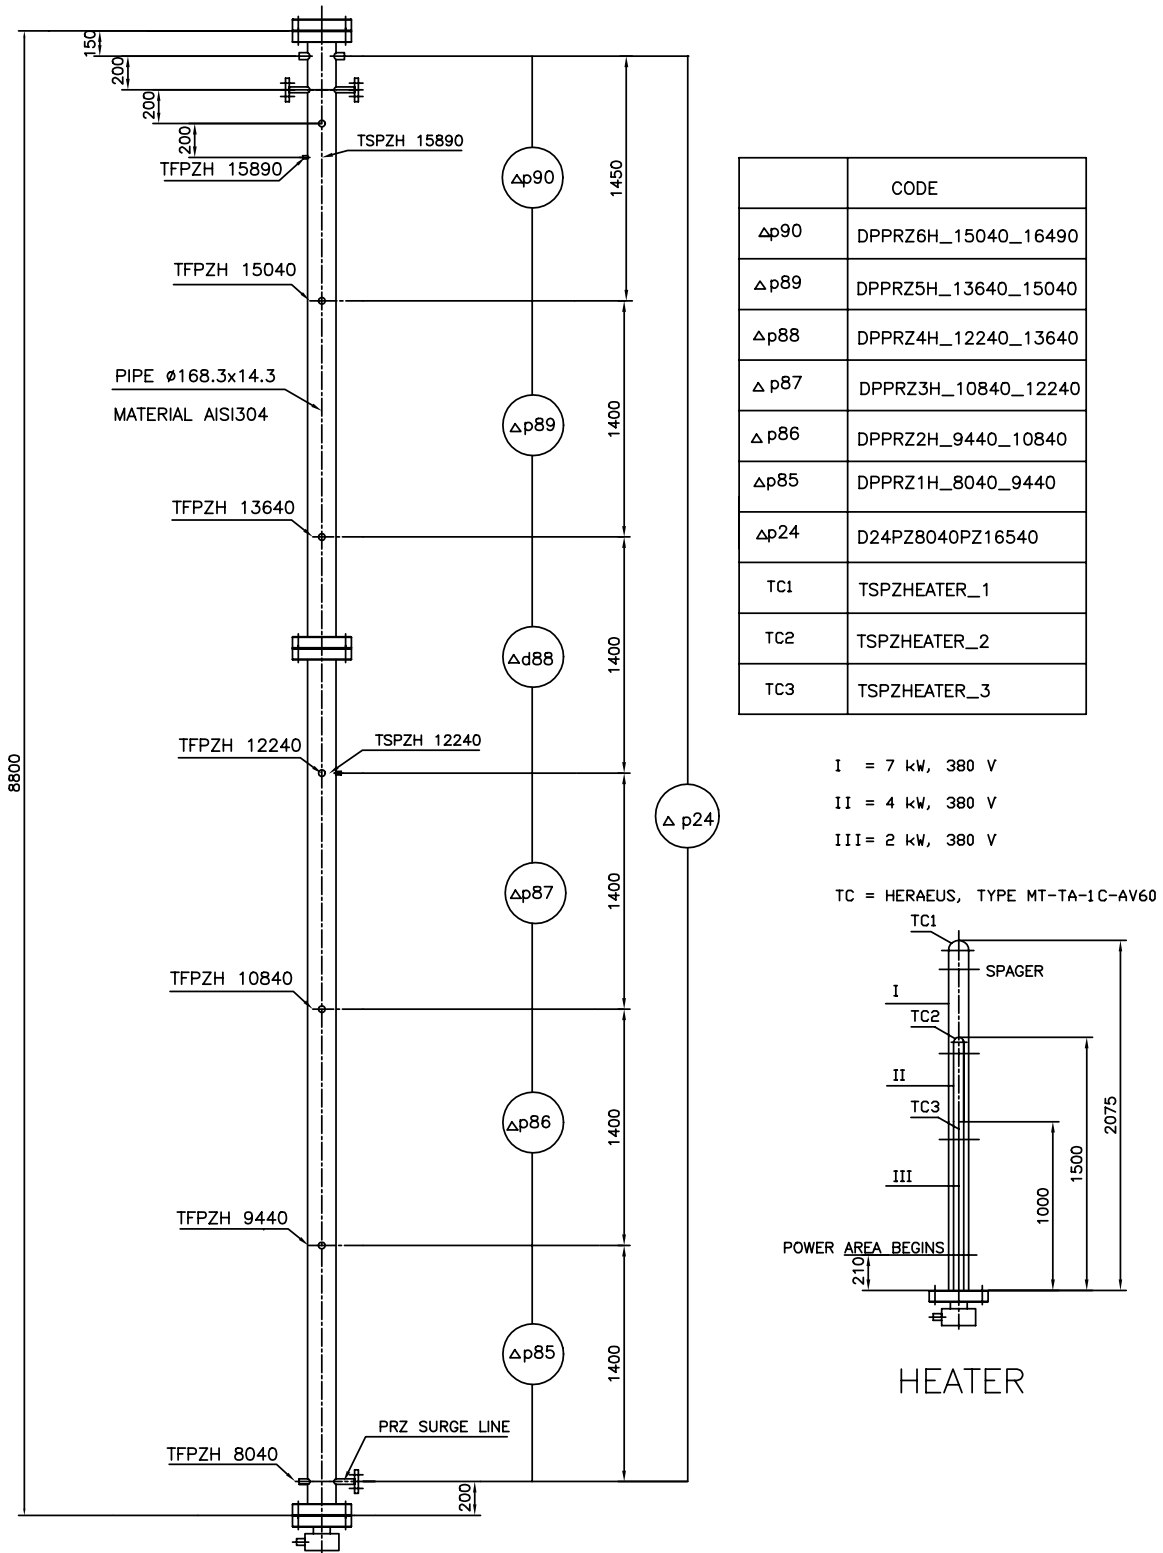 150
200
200
200
TSPZH 15890
TFPZH 15890
Δp90
1450
TFPZH 15040
PIPE ø168.3x14.3
MATERIAL AISI304
Δp89
1400
TFPZH 13640
Δd88
1400
TFPZH 12240
TSPZH 12240
8800
Δ p24
Δp87
1400
TFPZH 10840
Δp86
1400
TFPZH 9440
Δp85
1400
PRZ SURGE LINE
TFPZH 8040
200
CODE
Δp90 DPPRZ6H_15040_16490
Δp89 DPPRZ5H_13640_15040
Δp88 DPPRZ4H_12240_13640
Δp87 DPPRZ3H_10840_12240
Δp86 DPPRZ2H_9440_10840
Δp85 DPPRZ1H_8040_9440
Δp24 D24PZ8040PZ16540
TC1 TSPZHEATER_1
TC2 TSPZHEATER_2
TC3 TSPZHEATER_3
I = 7 kW, 380 V
II = 4 kW, 380 V
III= 2 kW, 380 V
TC = HERAEUS, TYPE MT-TA-1C-AV60
TC1
SPAGER
I
TC2
II
TC3
2075
1500
III
1000
POWER AREA BEGINS
210
HEATER